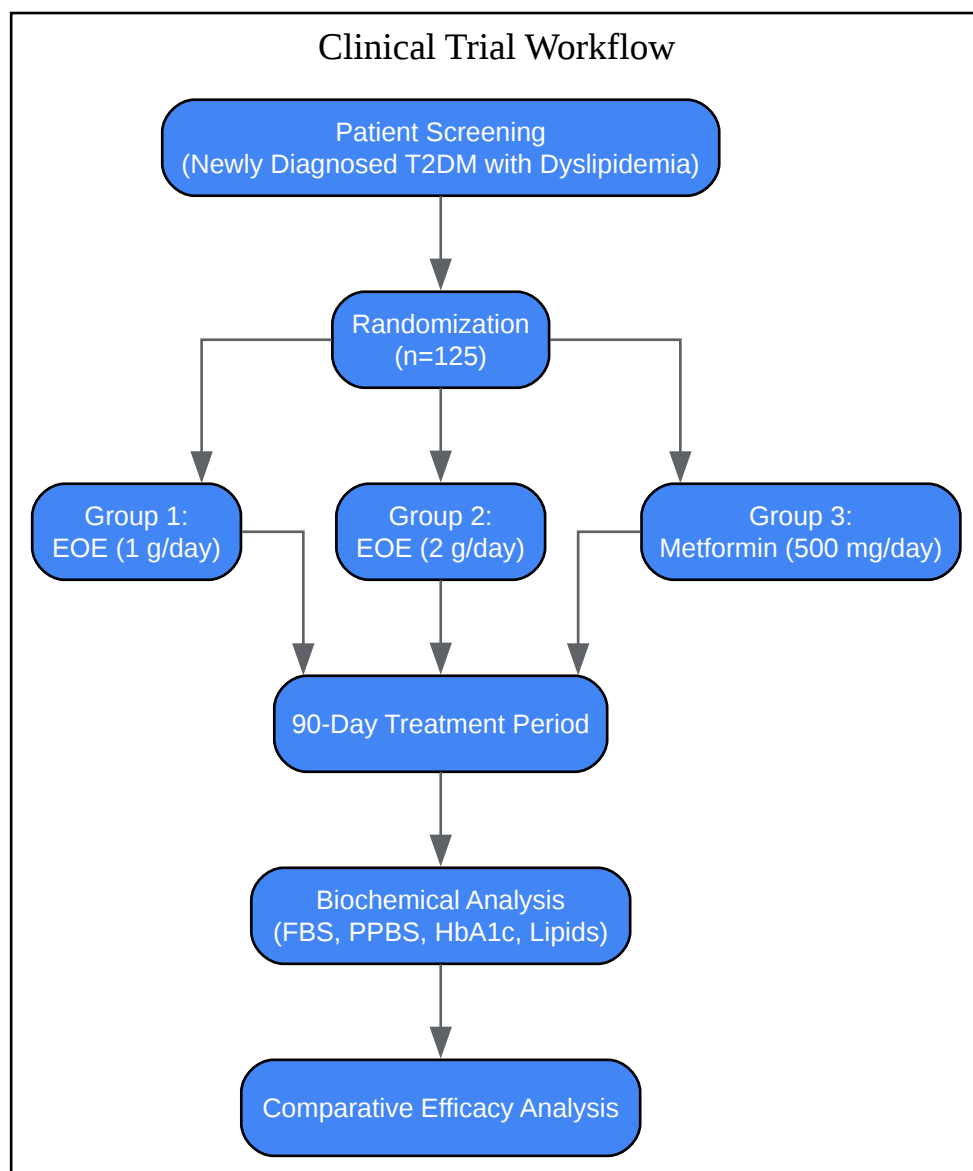 Clinical Trial Workflow
Patient Screening
(Newly Diagnosed T2DM with Dyslipidemia)
Randomization
(n=125)
Group 1:
EOE (1 g/day)
Group 2:
EOE (2 g/day)
Group 3:
Metformin (500 mg/day)
90-Day Treatment Period
Biochemical Analysis
(FBS, PPBS, HbA1c, Lipids)
Comparative Efficacy Analysis